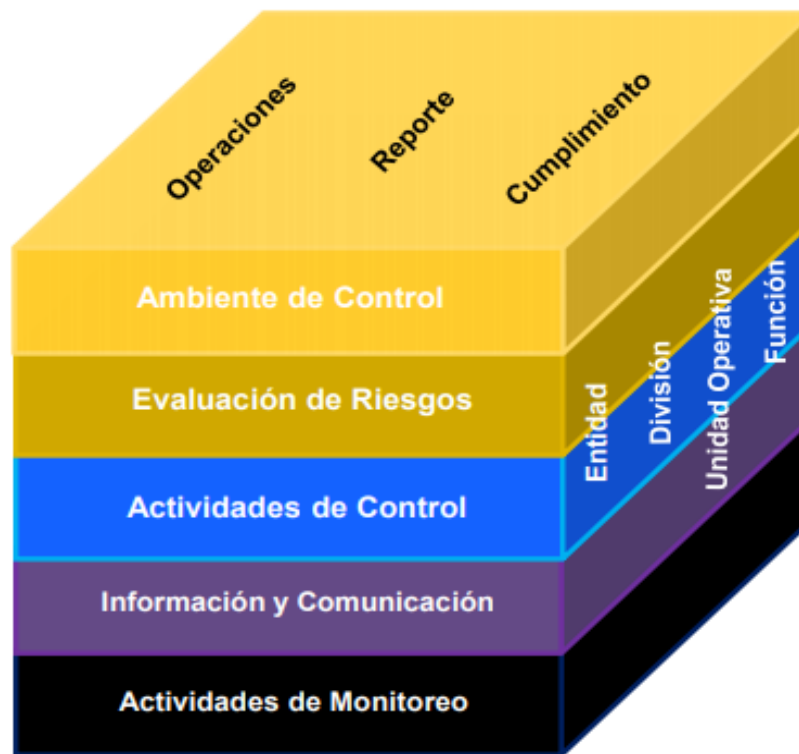 Operaciones
Reporte
Cumplimiento
Ambiente de Control
Evaluación de Riesgos
Actividades de Control
Información y Comunicación
Actividades de Monitoreo
Entidad
División
Unidad Operativa
Función